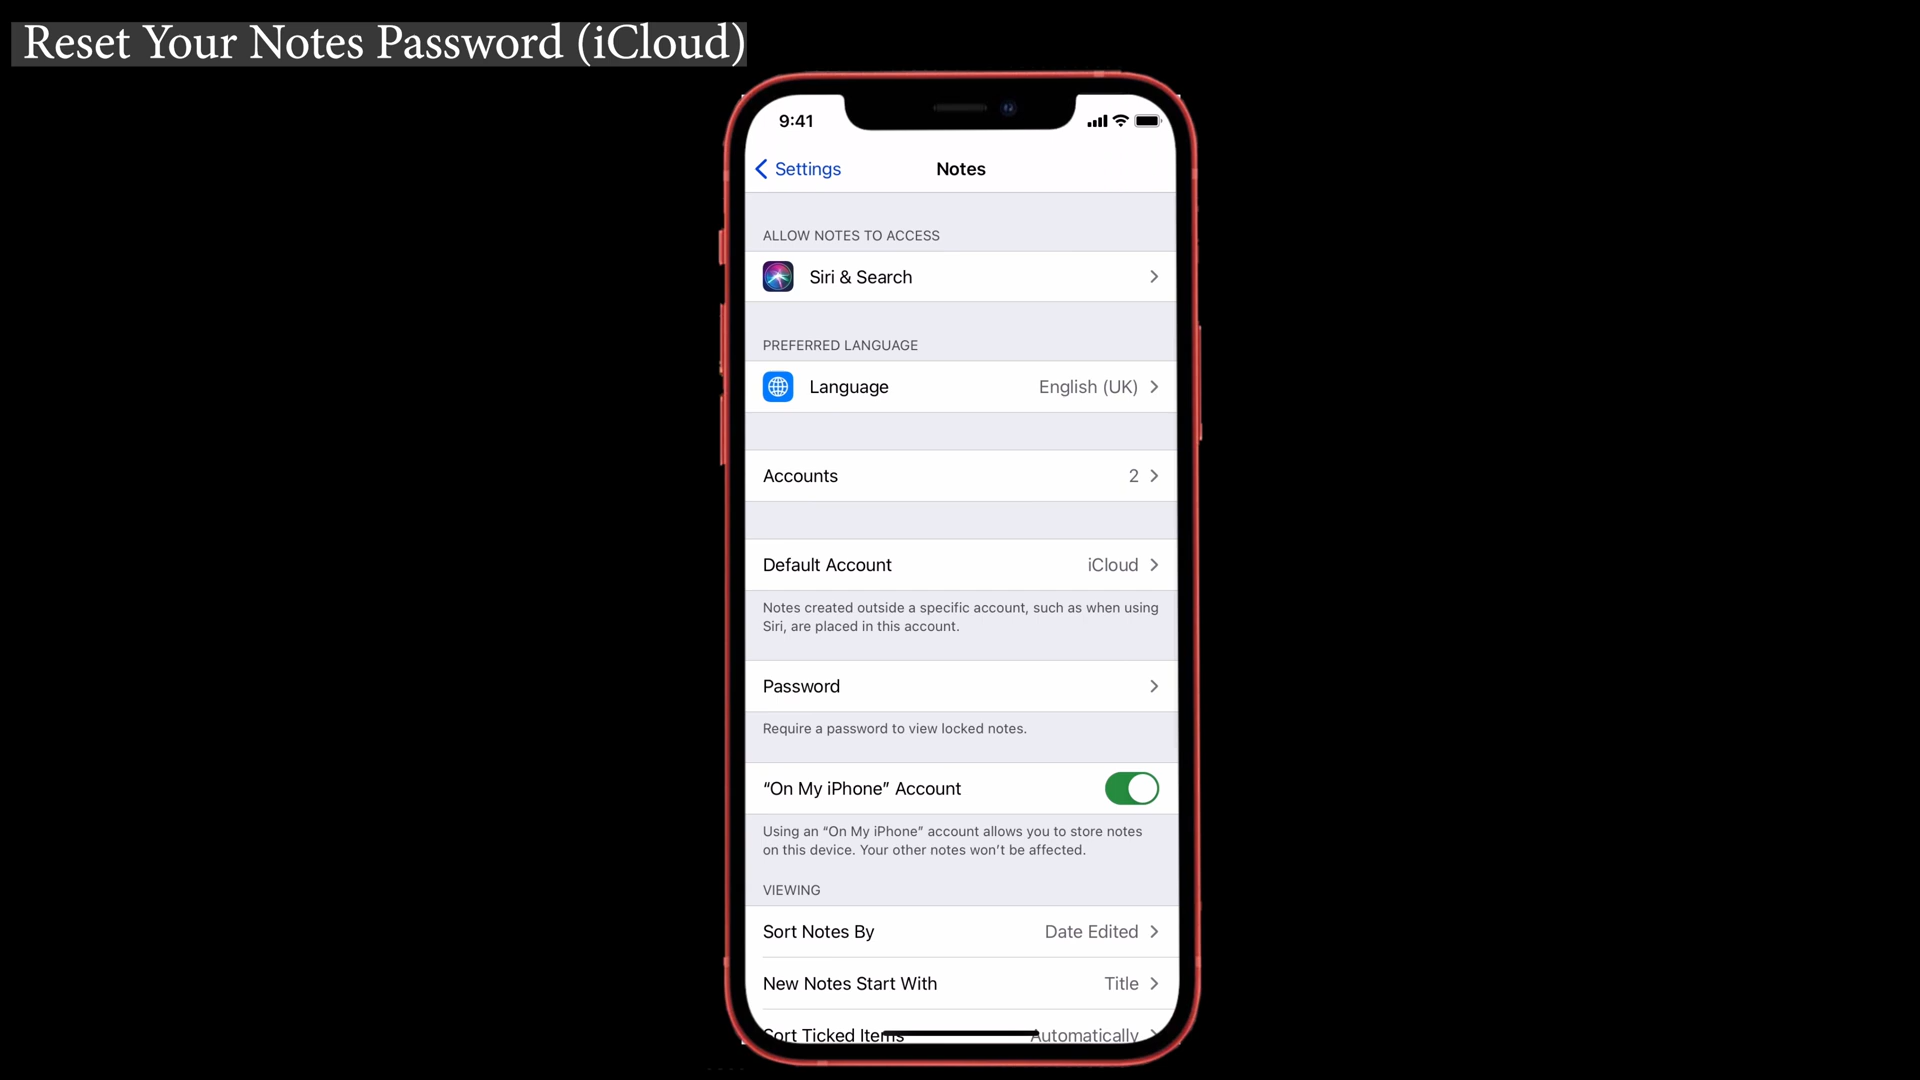 Reset Your Notes Password (iCloud)
9:41
Settings
Notes
ALLOW NOTES TO ACCESS
Siri & Search
PREFERRED LANGUAGE
Language English (UK)
Accounts 2
Default Account iCloud
Notes created outside a specific account, such as when using
Siri, are placed in this account.
Password
Require a password to view locked notes.
“On My iPhone” Account
Using an “On My iPhone” account allows you to store notes
on this device. Your other notes won’t be affected.
VIEWING
Sort Notes By Date Edited
New Notes Start With Title
Sort Ticked Items Automatically